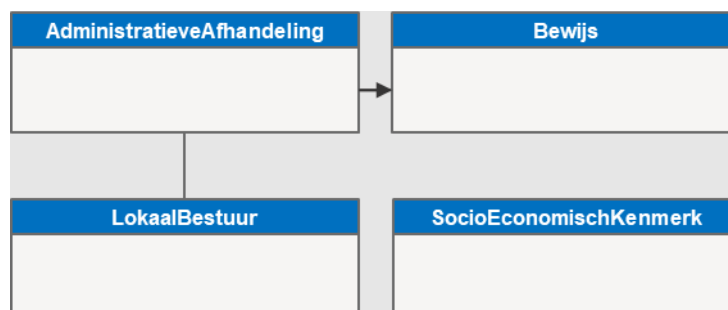 AdministratieveAfhandeling
Bewijs
LokaalBestuur
SocioEconomischKenmerk